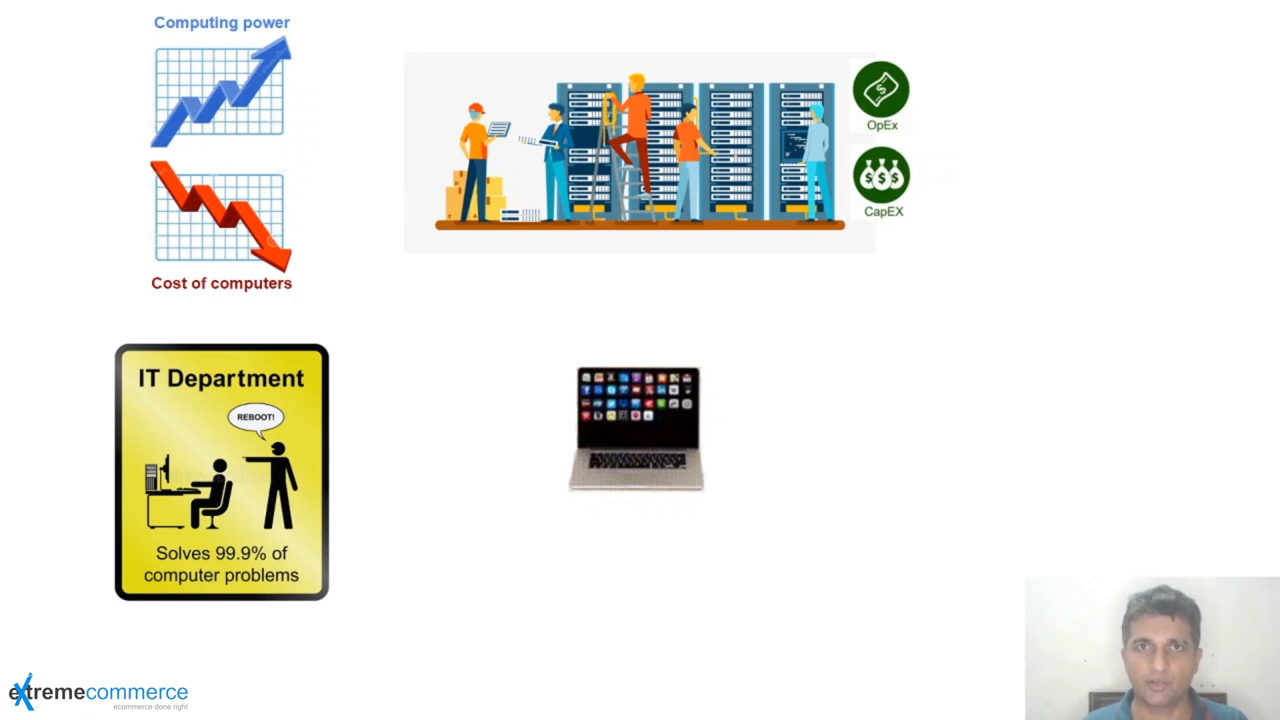 Computing power
Cost of computers
OpEx
CapEX
IT Department
REBOOT!
Solves 99.9% of
computer problems
extremecommerce
ecommerce done right